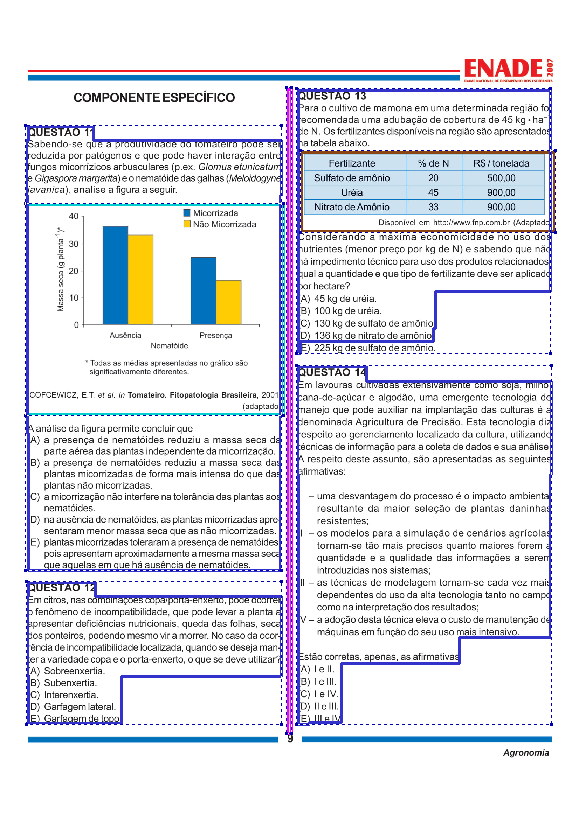 ENADE 2007
EXAME NACIONAL DE DESEMPENHO DOS ESTUDANTES
COMPONENTE ESPECÍFICO
QUESTÃO 11
Sabendo-se que a produtividade do tomateiro pode ser
reduzida por patógenos e que pode haver interação entre
fungos micorrízicos arbusculares (p.ex. Glomus etunicatum
e Gigaspora margarita) e o nematóide das galhas (Meloidogyne
javanica), analise a figura a seguir.
Micorrizada
Não Micorrizada
Massa seca (g planta⁻¹)*
40
30
20
10
0
Ausência
Presença
Nematóide
* Todas as médias apresentadas no gráfico são
significativamente diferentes.
COFCEWICZ, E.T. et al. In Tomateiro. Fitopatologia Brasileira, 2001
(adaptado)
A análise da figura permite concluir que
A) a presença de nematóides reduziu a massa seca da
parte aérea das plantas independente da micorrização.
B) a presença de nematóides reduziu a massa seca das
plantas micorrizadas de forma mais intensa do que das
plantas não micorrizadas.
C) a micorrização não interfere na tolerância das plantas aos
nematóides.
D) na ausência de nematóides, as plantas micorrizadas apre-
sentaram menor massa seca que as não micorrizadas.
E) plantas micorrizadas toleraram a presença de nematóides,
pois apresentam aproximadamente a mesma massa seca
que aquelas em que há ausência de nematóides.
QUESTÃO 12
Em citros, nas combinações copa/porta-enxerto, pode ocorrer
o fenômeno de incompatibilidade, que pode levar a planta a
apresentar deficiências nutricionais, queda das folhas, seca
dos ponteiros, podendo mesmo vir a morrer. No caso da ocor-
rência de incompatibilidade localizada, quando se deseja man-
ter a variedade copa e o porta-enxerto, o que se deve utilizar?
A) Sobreenxertia.
B) Subenxertia.
C) Interenxertia.
D) Garfagem lateral.
E) Garfagem de topo.
QUESTÃO 13
Para o cultivo de mamona em uma determinada região foi
recomendada uma adubação de cobertura de 45 kg·ha⁻¹
de N. Os fertilizantes disponíveis na região são apresentados
na tabela abaixo.
Fertilizante % de N R$ / tonelada
Sulfato de amônio 20 500,00
Uréia 45 900,00
Nitrato de Amônio 33 900,00
Disponível em http://www.fnp.com.br (Adaptado)
Considerando a máxima economicidade no uso dos
nutrientes (menor preço por kg de N) e sabendo que não
há impedimento técnico para uso dos produtos relacionados,
qual a quantidade e que tipo de fertilizante deve ser aplicado
por hectare?
A) 45 kg de uréia.
B) 100 kg de uréia.
C) 130 kg de sulfato de amônio.
D) 136 kg de nitrato de amônio.
E) 225 kg de sulfato de amônio.
QUESTÃO 14
Em lavouras cultivadas extensivamente como soja, milho,
cana-de-açúcar e algodão, uma emergente tecnologia de
manejo que pode auxiliar na implantação das culturas é a
denominada Agricultura de Precisão. Esta tecnologia diz
respeito ao gerenciamento localizado da cultura, utilizando
técnicas de informação para a coleta de dados e sua análise.
A respeito deste assunto, são apresentadas as seguintes
afirmativas:
I – uma desvantagem do processo é o impacto ambiental
resultante da maior seleção de plantas daninhas
resistentes;
II – os modelos para a simulação de cenários agrícolas
tornam-se tão mais precisos quanto maiores forem a
quantidade e a qualidade das informações a serem
introduzidas nos sistemas;
III – as técnicas de modelagem tornam-se cada vez mais
dependentes do uso da alta tecnologia tanto no campo
como na interpretação dos resultados;
IV – a adoção desta técnica eleva o custo de manutenção de
máquinas em função do seu uso mais intensivo.
Estão corretas, apenas, as afirmativas
A) I e II.
B) I e III.
C) I e IV.
D) II e III.
E) III e IV.
9
Agronomia